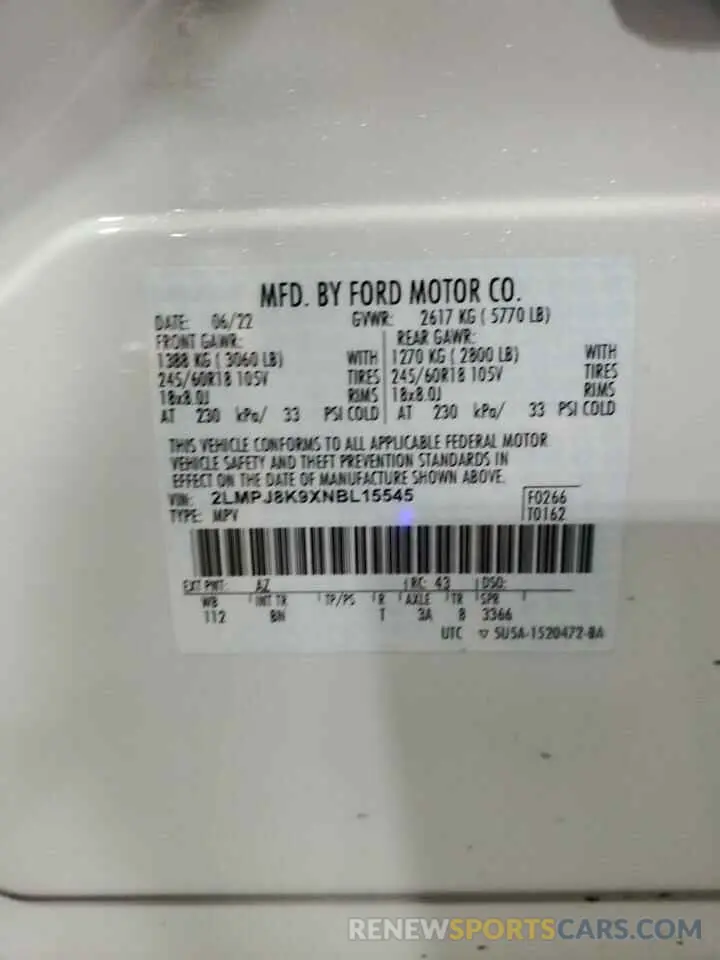 MFD. BY FORD MOTOR CO.
DATE: 06/22 GVWR: 2617 KG ( 5770 LB)
FRONT GAWR: REAR GAWR:
1388 KG ( 3060 LB) WITH 1270 KG ( 2800 LB) WITH
245/60R18 105V TIRES 245/60R18 105V TIRES
18x8.0J RIMS 18x8.0J RIMS
AT 230 kPa/ 33 PSI COLD AT 230 kPa/ 33 PSI COLD
THIS VEHICLE CONFORMS TO ALL APPLICABLE FEDERAL MOTOR
VEHICLE SAFETY AND THEFT PREVENTION STANDARDS IN
EFFECT ON THE DATE OF MANUFACTURE SHOWN ABOVE.
VIN: 2LMPJ8K9XNBL15545 F0266
TYPE: MPV T0162
EXT PNT: AZ RC: 43 DSO:
WB INT TR TP/PS R AXLE TR SPR
112 BN T 3A 8 3366
UTC ▽ 5U5A-1520472-BA
RENEWSPORTSCARS.COM